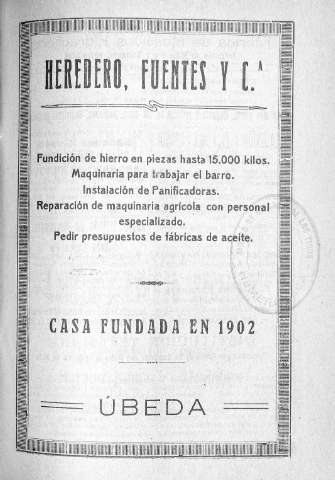 HEREDERO, FUENTES Y C.ª
Fundición de hierro en piezas hasta 15.000 kilos.
Maquinaria para trabajar el barro.
Instalación de Panificadoras.
Reparación de maquinaria agrícola con personal
especializado.
Pedir presupuestos de fábricas de aceite.
CASA FUNDADA EN 1902
ÚBEDA